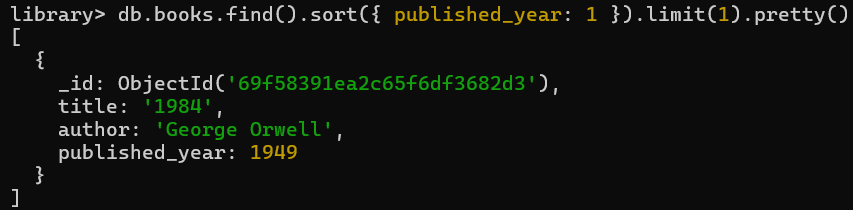 library> db.books.find().sort({ published_year: 1 }).limit(1).pretty()
[
  {
    _id: ObjectId('69f58391ea2c65f6df3682d3'),
    title: '1984',
    author: 'George Orwell',
    published_year: 1949
  }
]